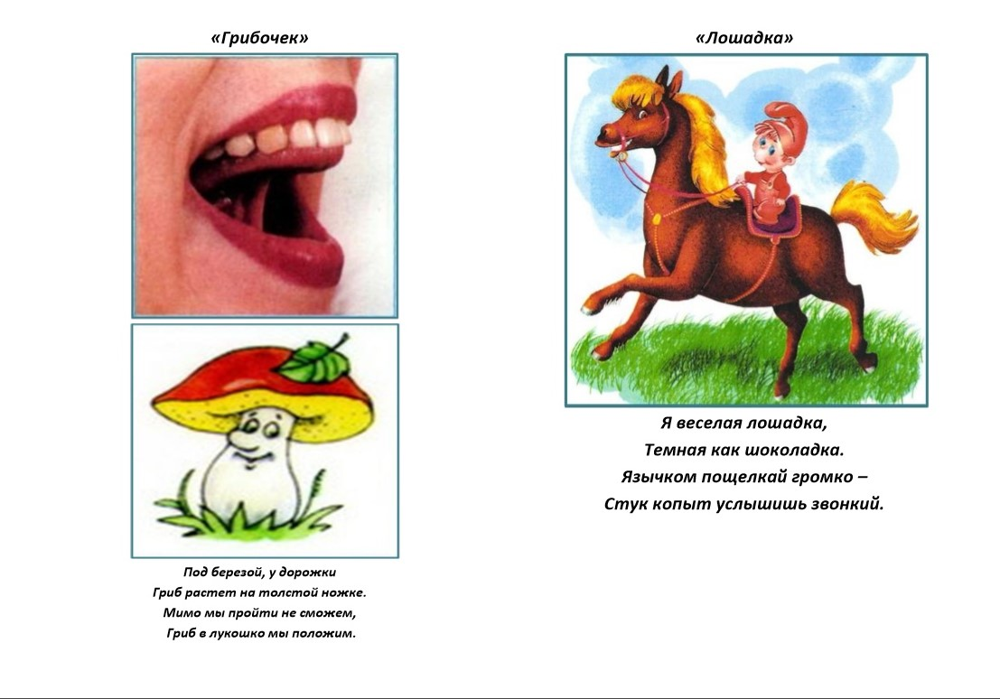 «Грибочек»
Под березой, у дорожки
Гриб растет на толстой ножке.
Мимо мы пройти не сможем,
Гриб в лукошко мы положим.
«Лошадка»
Я веселая лошадка,
Темная как шоколадка.
Язычком пощелкай громко –
Стук копыт услышишь звонкий.